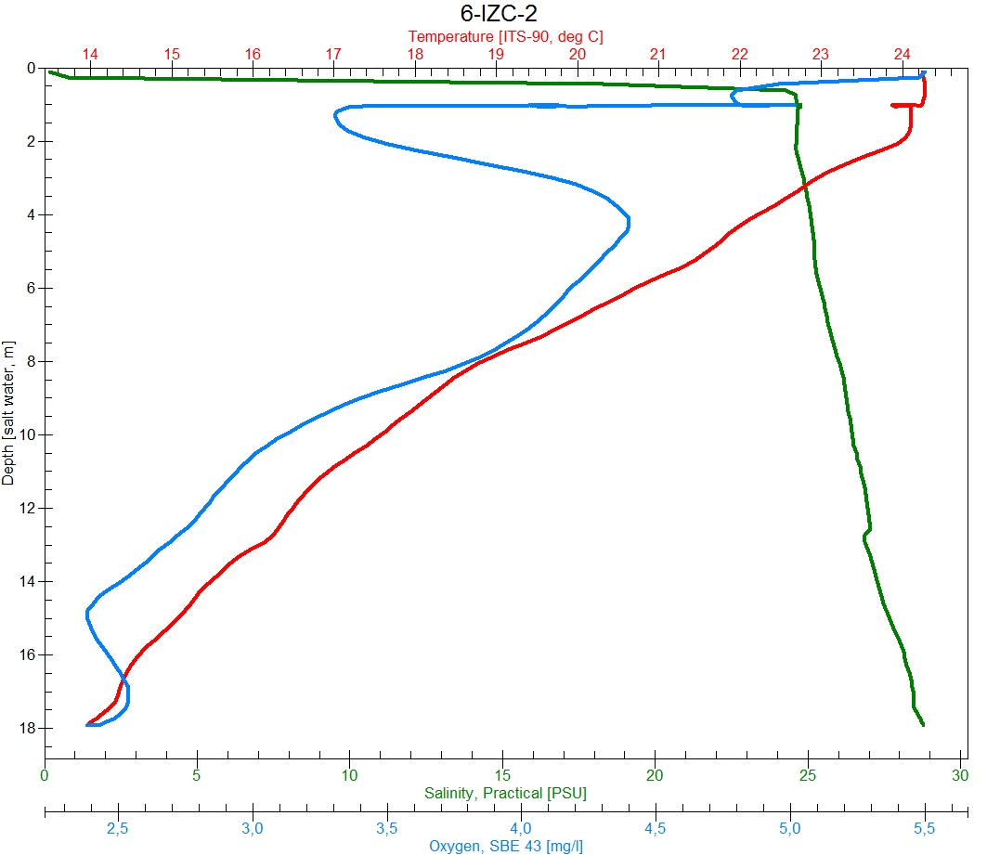 6-IZC-2
Temperature [ITS-90, deg C]
14 15 16 17 18 19 20 21 22 23 24
0
2
4
6
8
10
12
14
16
18
Depth [salt water, m]
0 5 10 15 20 25 30
Salinity, Practical [PSU]
2,5 3,0 3,5 4,0 4,5 5,0 5,5
Oxygen, SBE 43 [mg/l]